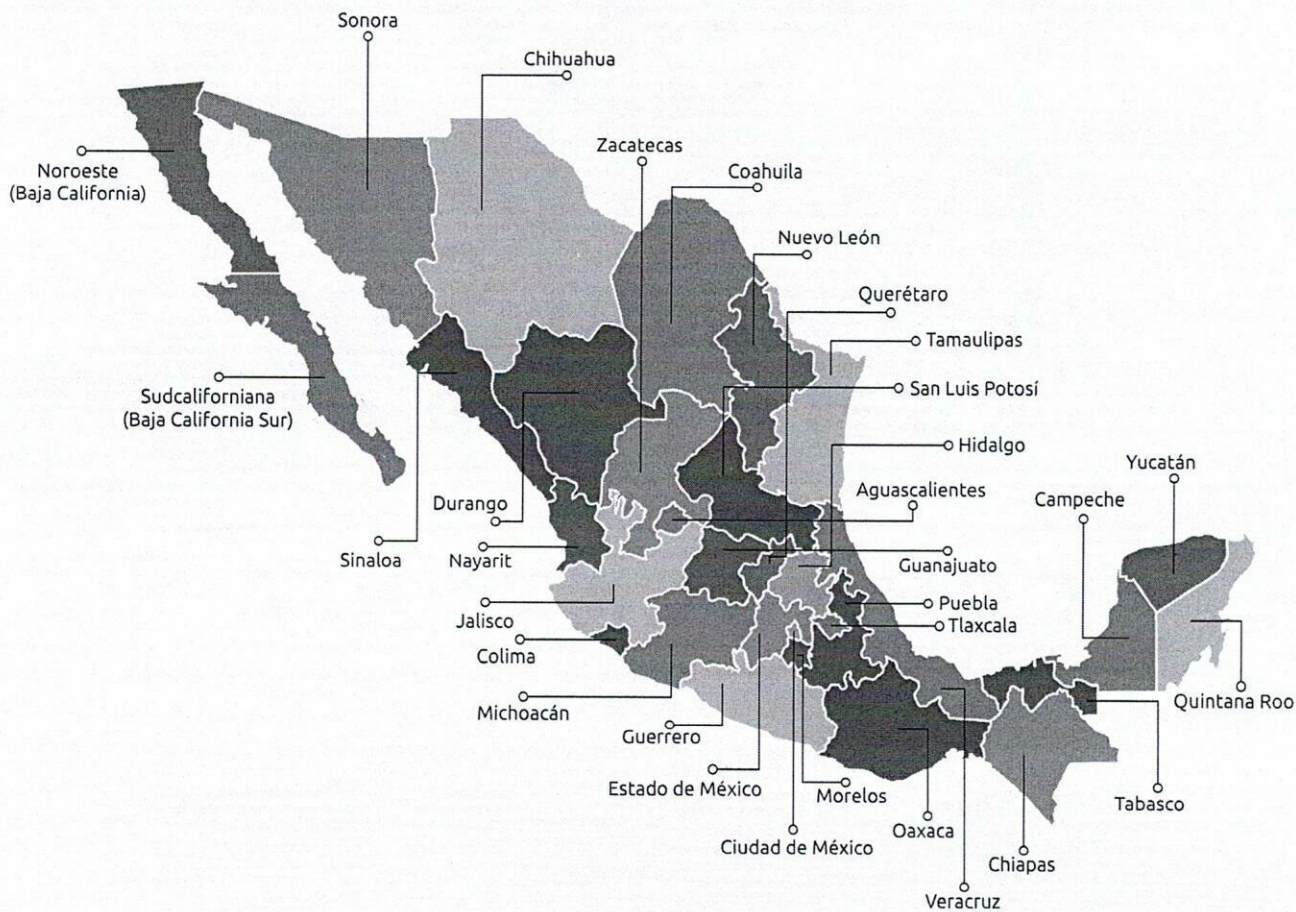 Sonora
Chihuahua
Zacatecas
Noroeste
(Baja California)
Coahuila
Nuevo León
Querétaro
Tamaulipas
Sudcaliforniana
(Baja California Sur)
San Luis Potosí
Hidalgo
Yucatán
Aguascalientes
Campeche
Durango
Sinaloa
Nayarit
Guanajuato
Jalisco
Puebla
Tlaxcala
Colima
Michoacán
Quintana Roo
Guerrero
Estado de México
Morelos
Tabasco
Oaxaca
Ciudad de México
Chiapas
Veracruz